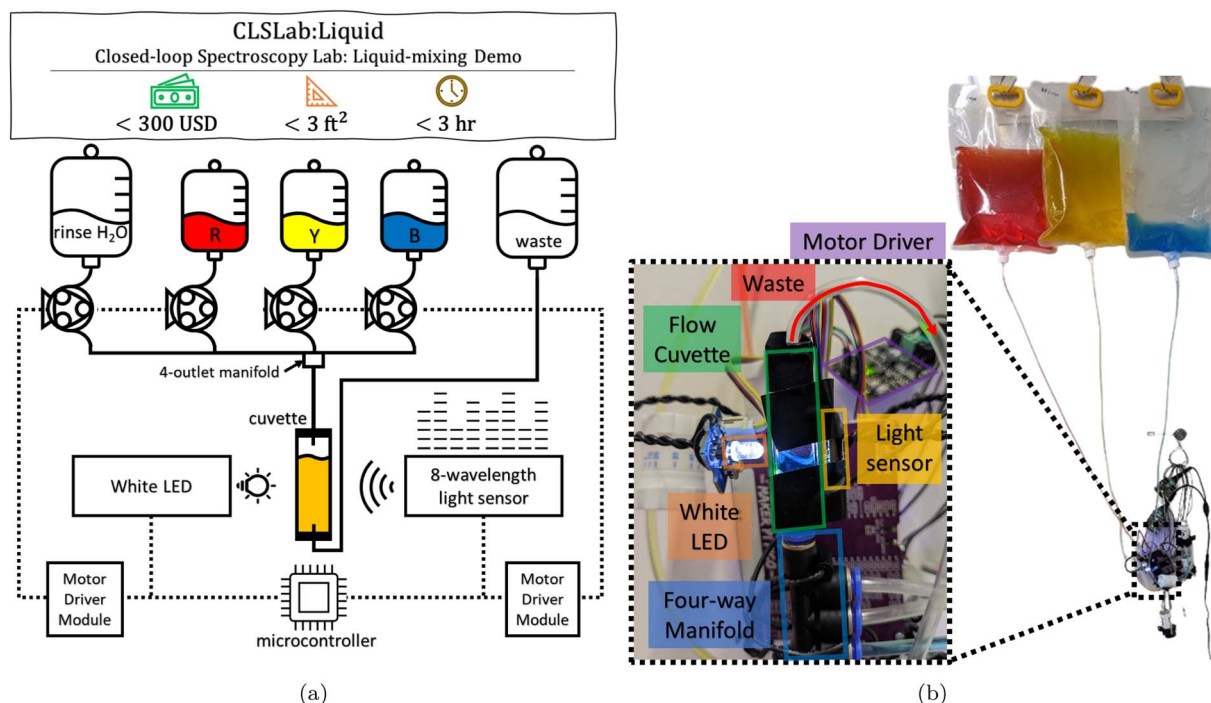 CLSLab:Liquid
Closed-loop Spectroscopy Lab: Liquid-mixing Demo
< 300 USD
< 3 ft²
< 3 hr
rinse H₂O
R
Y
B
waste
4-outlet manifold
cuvette
White LED
8-wavelength
light sensor
Motor
Driver
Module
microcontroller
Motor
Driver
Module
(a)
Motor Driver
Waste
Flow
Cuvette
Light
sensor
White
LED
Four-way
Manifold
(b)